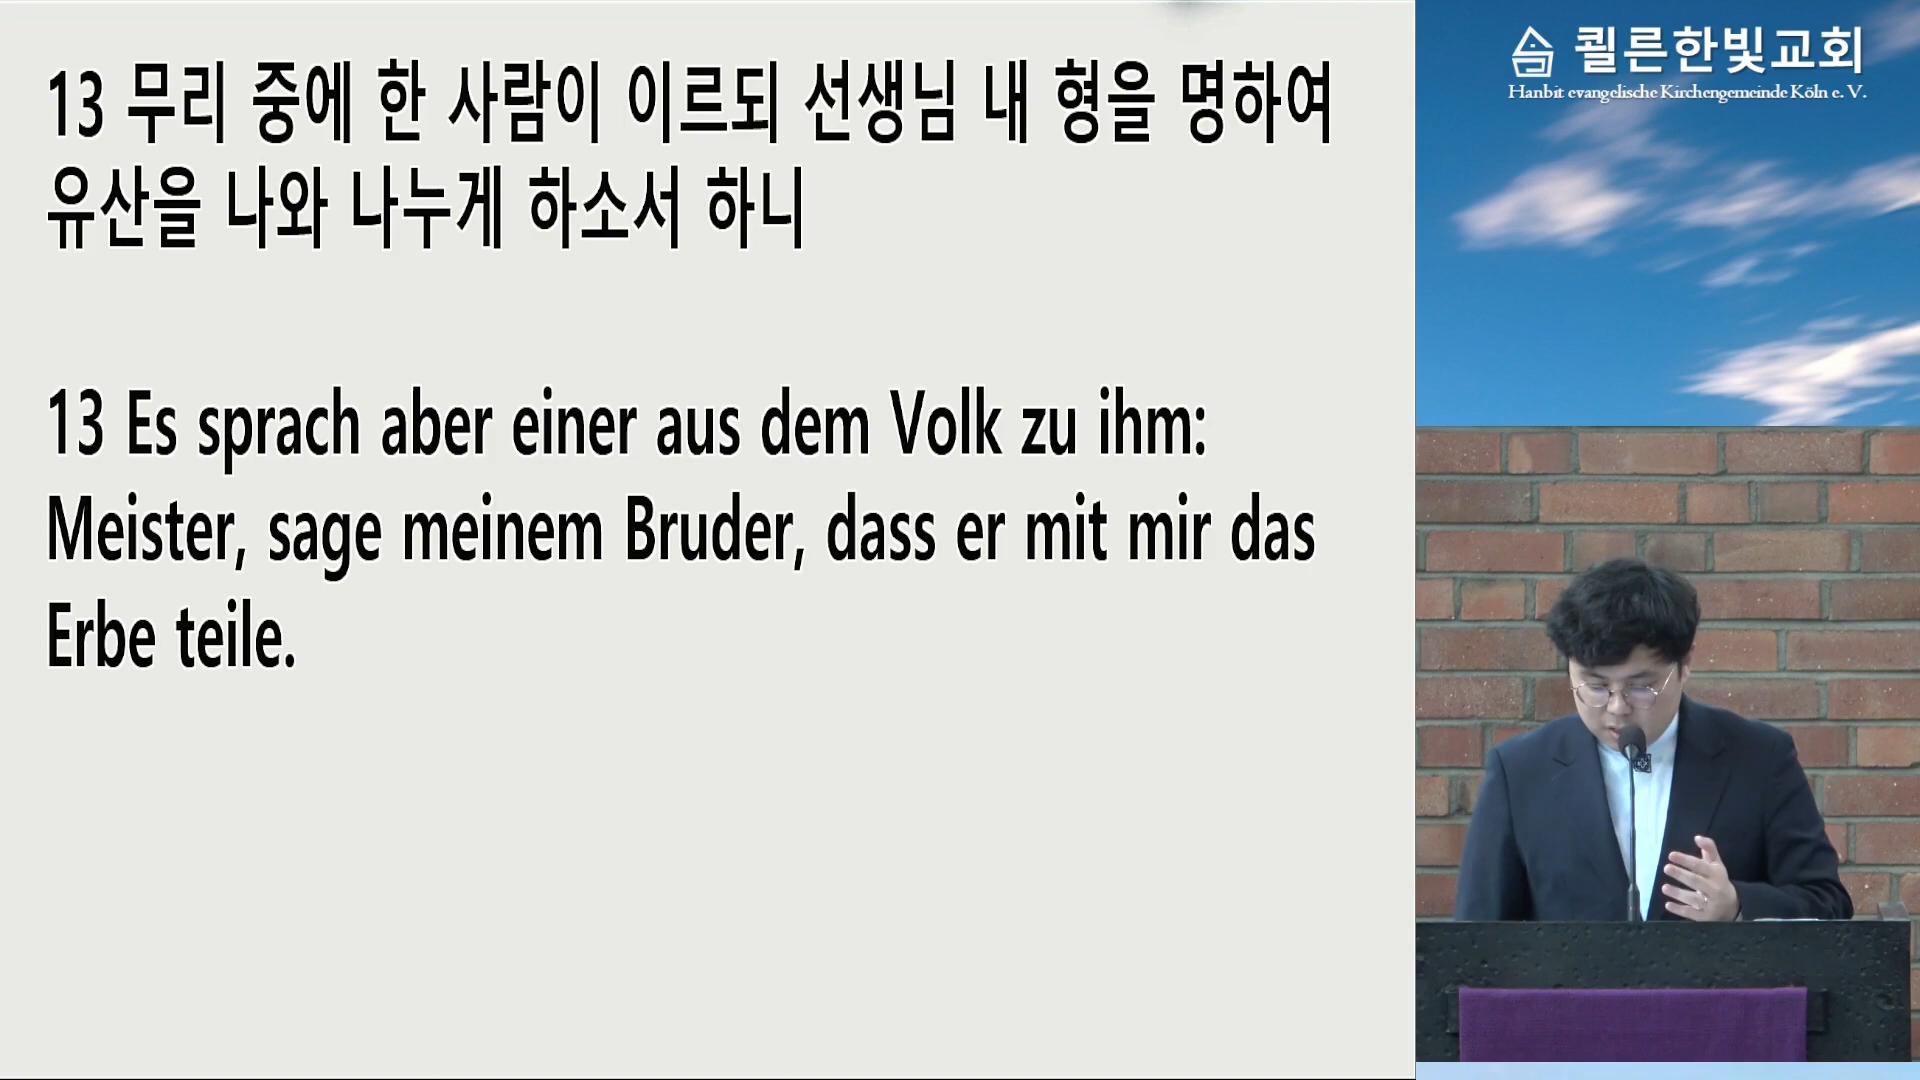 13 무리 중에 한 사람이 이르되 선생님 내 형을 명하여
유산을 나와 나누게 하소서 하니
13 Es sprach aber einer aus dem Volk zu ihm:
Meister, sage meinem Bruder, dass er mit mir das
Erbe teile.
쾰른한빛교회
Hanbit evangelische Kirchengemeinde Köln e. V.